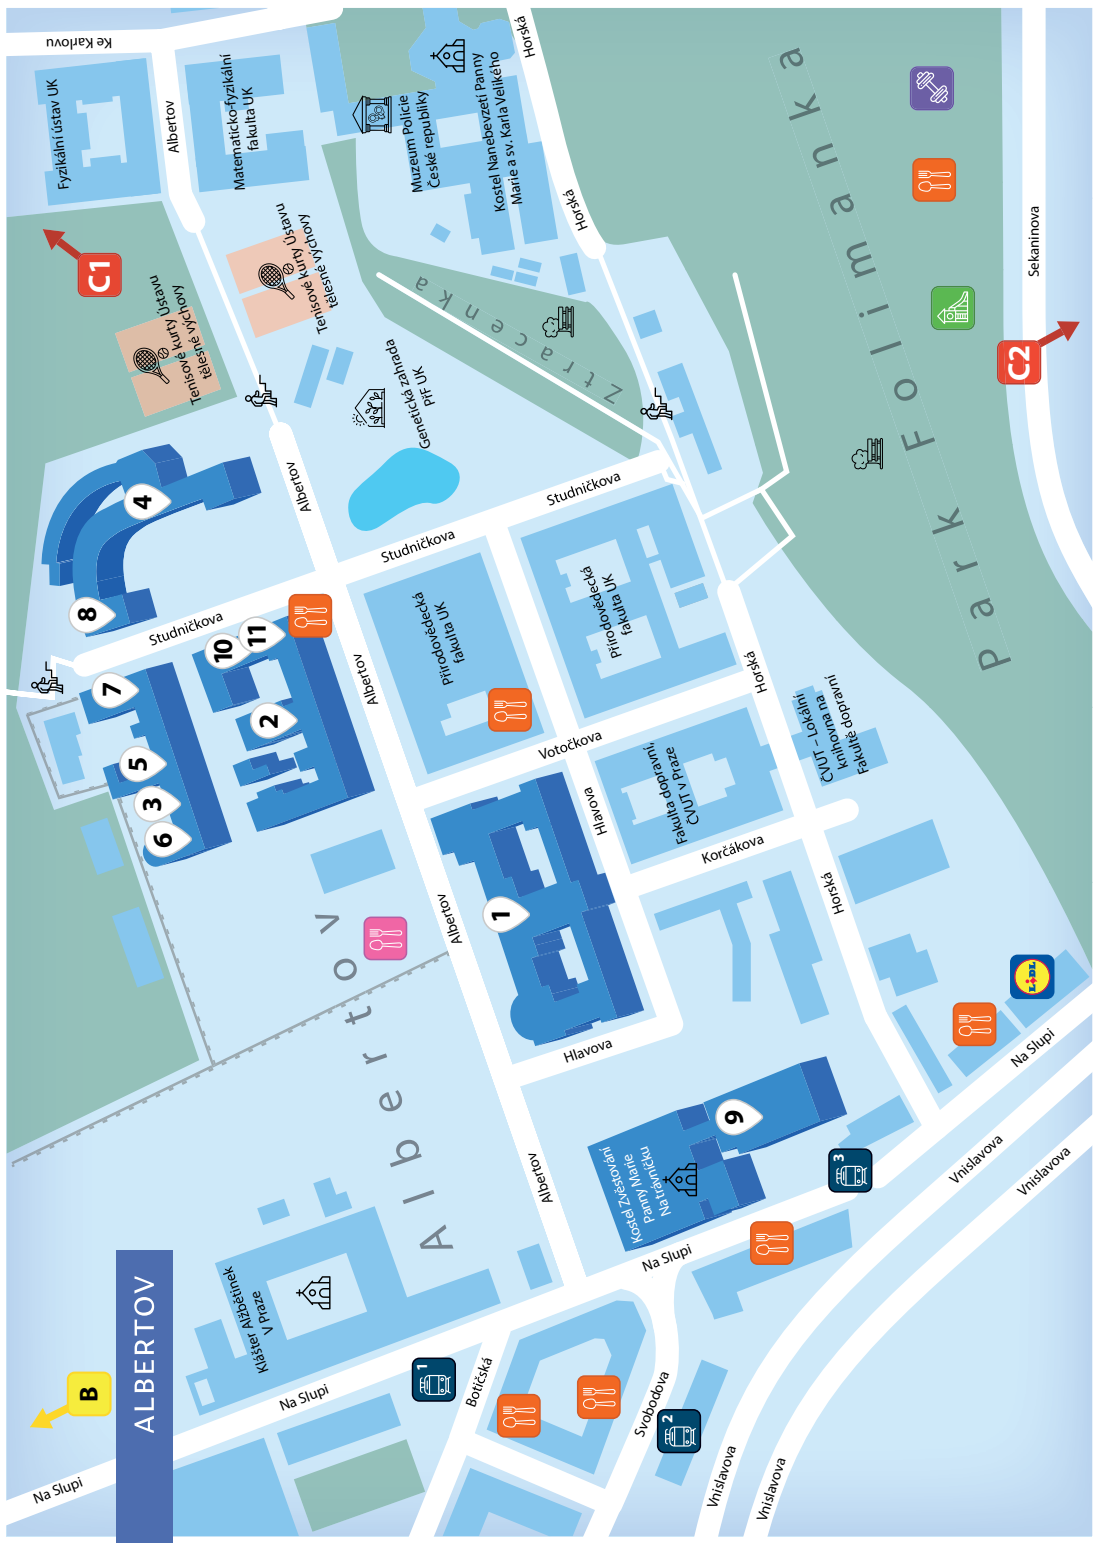 ALBERTOV
B
C1
C2
Ke Karlovu
Albertov
Fyzikální ústav UK
Matematicko-fyzikální
fakulta UK
Muzeum Policie
České republiky
Kostel Nanebevzetí Panny
Marie a sv. Karla Velikého
Horská
Horská
Tenisové kurty Ústavu
tělesné výchovy
Tenisové kurty Ústavu
tělesné výchovy
Genetická zahrada
PřF UK
Ztracenka
Park Folimanka
Sekaninova
Albertov
Studničkova
Studničkova
Studničkova
4
8
7
5
3
6
10
11
2
Albertov
Přírodovědecká
fakulta UK
Přírodovědecká
fakulta UK
Horská
Votočkova
Hlavova
Fakulta dopravní,
ČVUT v Praze
ČVUT – Lokální
knihovna na
Fakultě dopravní
Korčákova
Horská
Albertov
1
Albertov
Hlavova
LIDL
Na Slupi
9
Kostel Zvěstování
Panny Marie
Na trávníčku
3
Albertov
Na Slupi
Vnislavova
Vnislavova
Klášter Alžbětinek
V Praze
Na Slupi
1
Botičská
Svobodova
2
Na Slupi
Vnislavova
Vnislavova